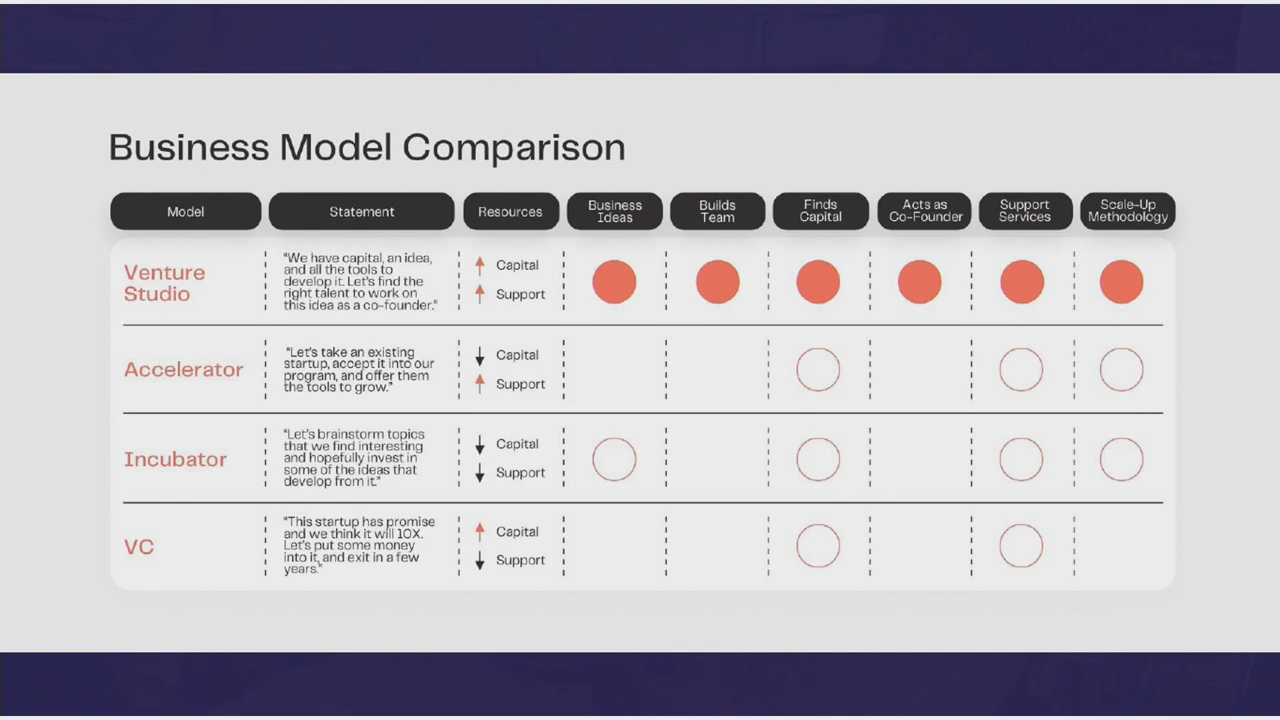 Business Model Comparison
Model
Statement
Resources
Business
Ideas
Builds
Team
Finds
Capital
Acts as
Co-Founder
Support
Services
Scale-Up
Methodology
Venture
Studio
“We have capital, an idea,
and all the tools to
develop it. Let’s find the
right talent to work on
this idea as a co-founder.”
Capital
Support
Accelerator
“Let’s take an existing
startup, accept it into our
program, and offer them
the tools to grow.”
Capital
Support
Incubator
“Let’s brainstorm topics
that we find interesting
and hopefully invest in
some of the ideas that
develop from it.”
Capital
Support
VC
“This startup has promise
and we think it will 10X.
Let’s put some money
into it, and exit in a few
years.”
Capital
Support